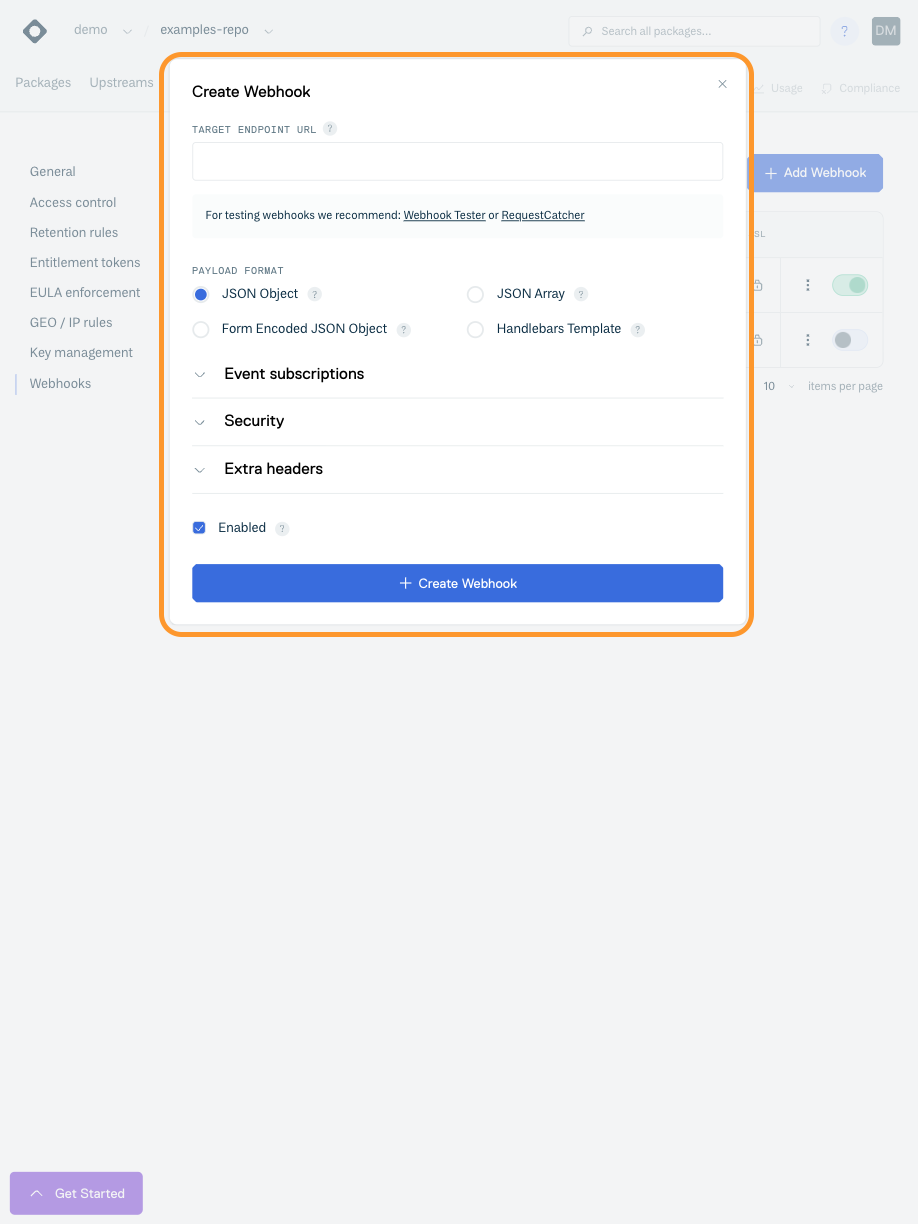 demo / examples-repo
Search all packages...
?
DM
Packages Upstreams
Usage Compliance
Create Webhook
TARGET ENDPOINT URL ?
For testing webhooks we recommend: Webhook Tester or RequestCatcher
PAYLOAD FORMAT
JSON Object ? JSON Array ?
Form Encoded JSON Object ? Handlebars Template ?
Event subscriptions
Security
Extra headers
Enabled ?
+ Create Webhook
General
Access control
Retention rules
Entitlement tokens
EULA enforcement
GEO / IP rules
Key management
Webhooks
+ Add Webhook
10 items per page
Get Started